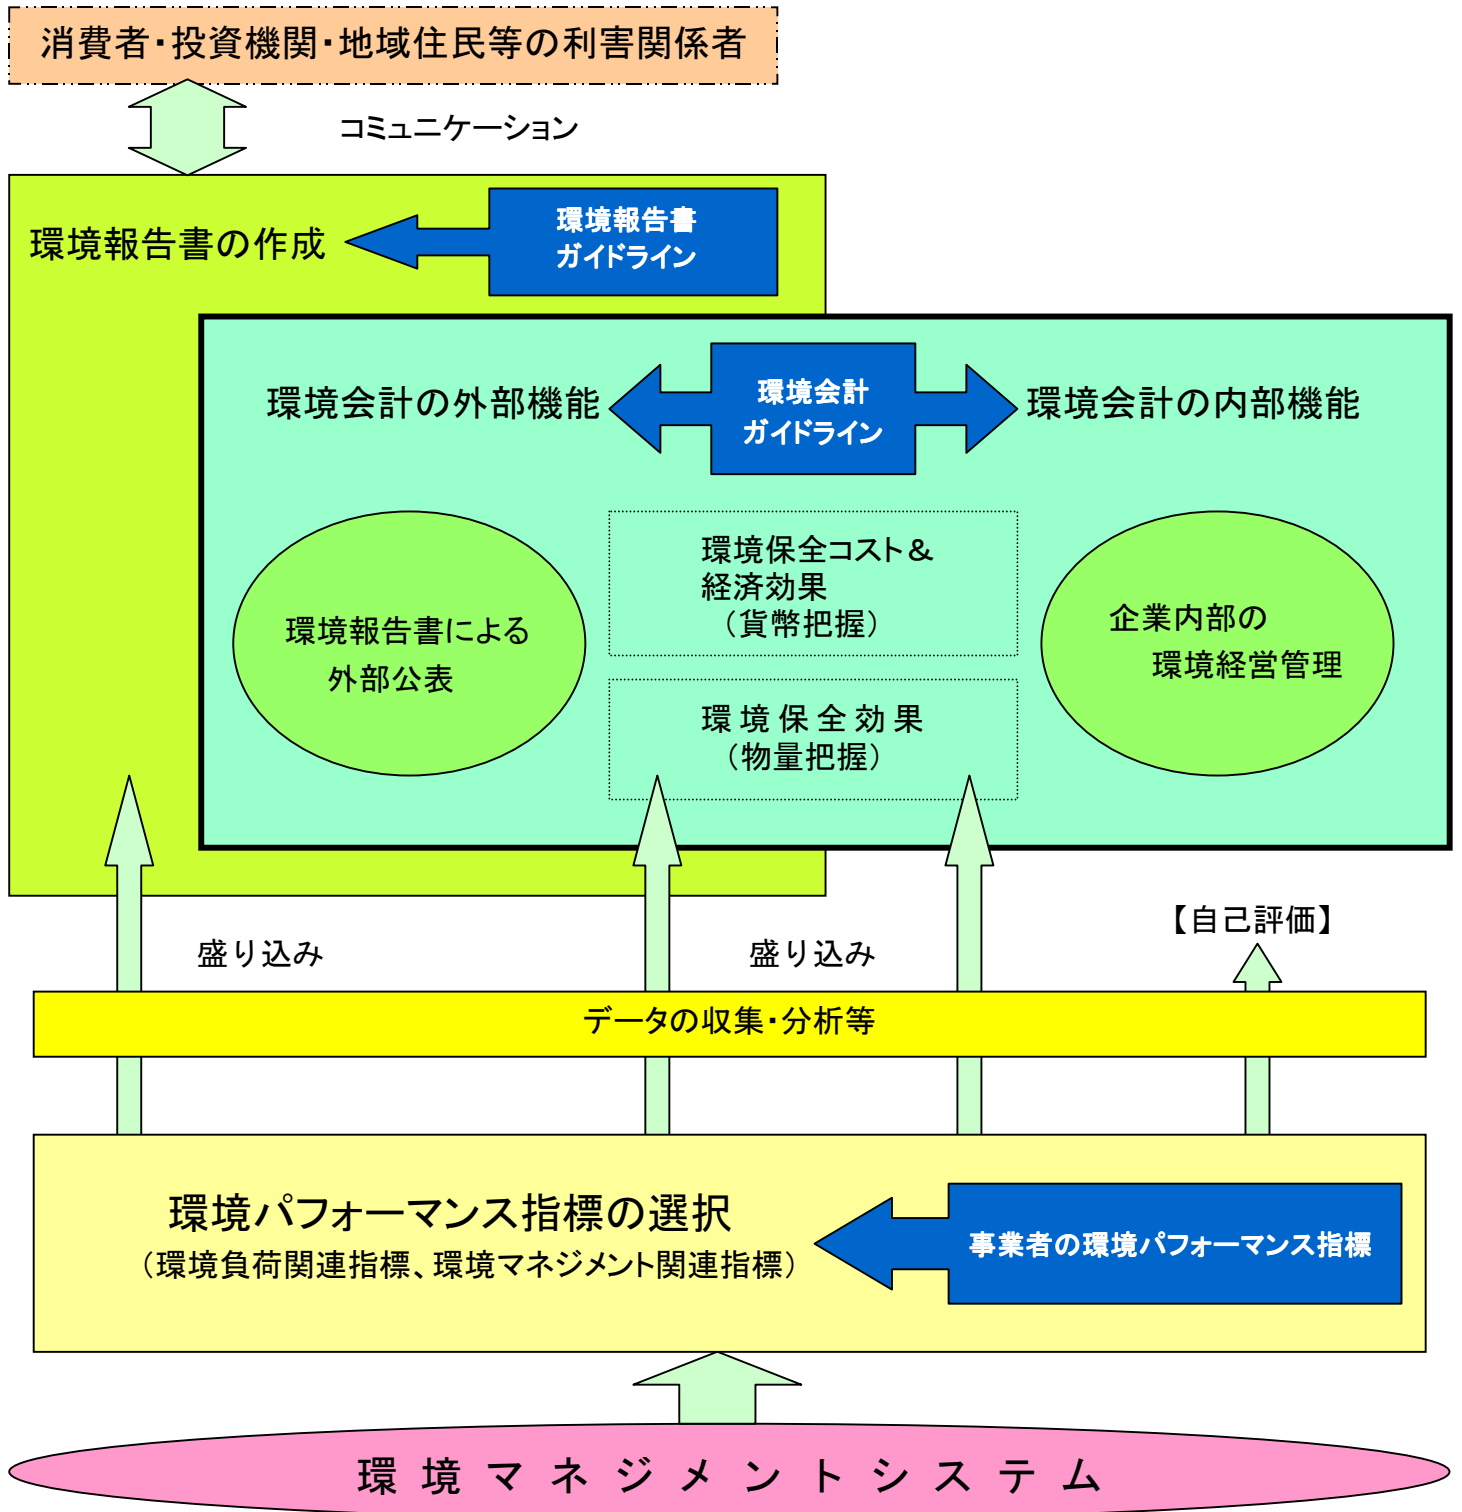 消費者・投資機関・地域住民等の利害関係者
コミュニケーション
環境報告書の作成
環境報告書
ガイドライン
環境会計の外部機能
環境会計
ガイドライン
環境会計の内部機能
環境報告書による
外部公表
環境保全コスト＆
経済効果
（貨幣把握）
環境保全効果
（物量把握）
企業内部の
環境経営管理
盛り込み
盛り込み
【自己評価】
データの収集・分析等
環境パフォーマンス指標の選択
（環境負荷関連指標、環境マネジメント関連指標）
事業者の環境パフォーマンス指標
環境マネジメントシステム